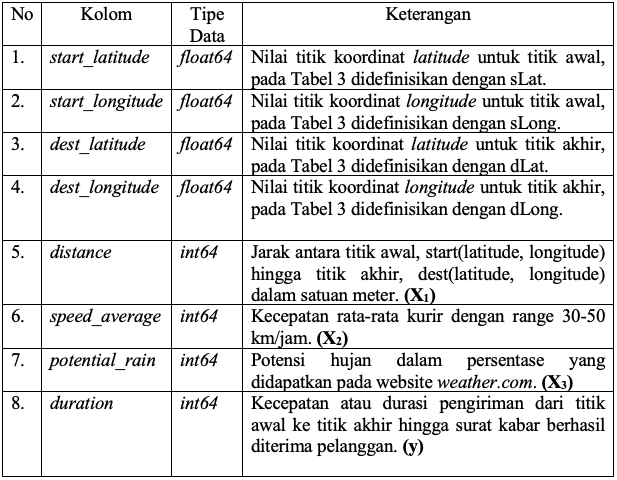 No Kolom Tipe Data Keterangan
1. start_latitude float64 Nilai titik koordinat latitude untuk titik awal,
pada Tabel 3 didefinisikan dengan sLat.
2. start_longitude float64 Nilai titik koordinat longitude untuk titik awal,
pada Tabel 3 didefinisikan dengan sLong.
3. dest_latitude float64 Nilai titik koordinat latitude untuk titik akhir,
pada Tabel 3 didefinisikan dengan dLat.
4. dest_longitude float64 Nilai titik koordinat longitude untuk titik akhir,
pada Tabel 3 didefinisikan dengan dLong.
5. distance int64 Jarak antara titik awal, start(latitude, longitude)
hingga titik akhir, dest(latitude, longitude)
dalam satuan meter. (X₁)
6. speed_average int64 Kecepatan rata-rata kurir dengan range 30-50
km/jam. (X₂)
7. potential_rain int64 Potensi hujan dalam persentase yang
didapatkan pada website weather.com. (X₃)
8. duration int64 Kecepatan atau durasi pengiriman dari titik
awal ke titik akhir hingga surat kabar berhasil
diterima pelanggan. (y)